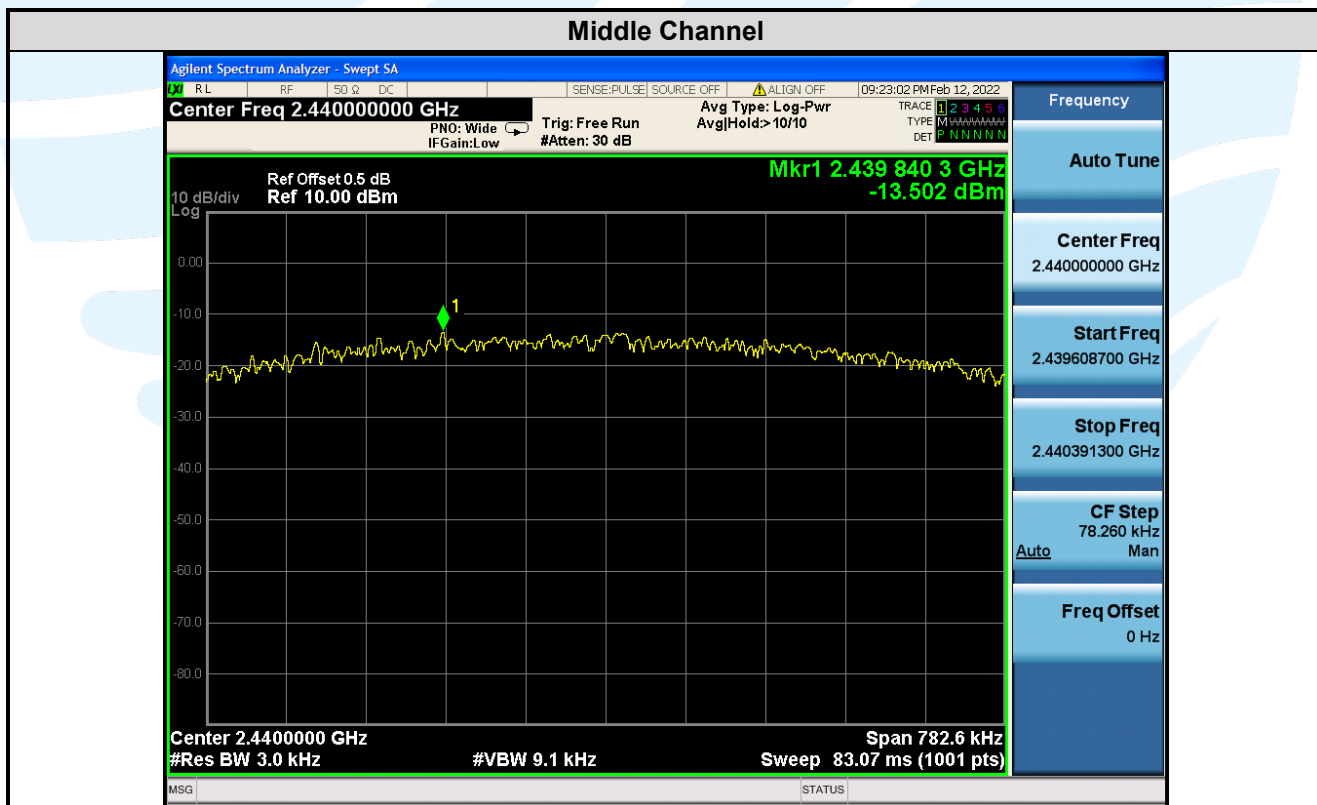 Middle Channel
Agilent Spectrum Analyzer - Swept SA
LXI RL RF 50 Ω DC SENSE:PULSE SOURCE OFF ALIGN OFF 09:23:02 PM Feb 12, 2022
Center Freq 2.440000000 GHz
PNO: Wide
IFGain:Low
Trig: Free Run
#Atten: 30 dB
Avg Type: Log-Pwr
Avg|Hold:>10/10
TRACE 1 2 3 4 5 6
TYPE M WWWWW
DET P N N N N N
Frequency
Auto Tune
Center Freq
2.440000000 GHz
Start Freq
2.439608700 GHz
Stop Freq
2.440391300 GHz
CF Step
78.260 kHz
Auto Man
Freq Offset
0 Hz
Mkr1 2.439 840 3 GHz
-13.502 dBm
Ref Offset 0.5 dB
10 dB/div Ref 10.00 dBm
Log
0.00
-10.0
1
-20.0
-30.0
-40.0
-50.0
-60.0
-70.0
-80.0
Center 2.4400000 GHz Span 782.6 kHz
#Res BW 3.0 kHz #VBW 9.1 kHz Sweep 83.07 ms (1001 pts)
MSG STATUS